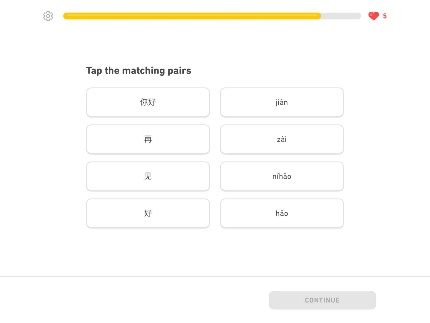 5
Tap the matching pairs
你好
jiàn
再
zài
见
nǐhǎo
好
hǎo
CONTINUE